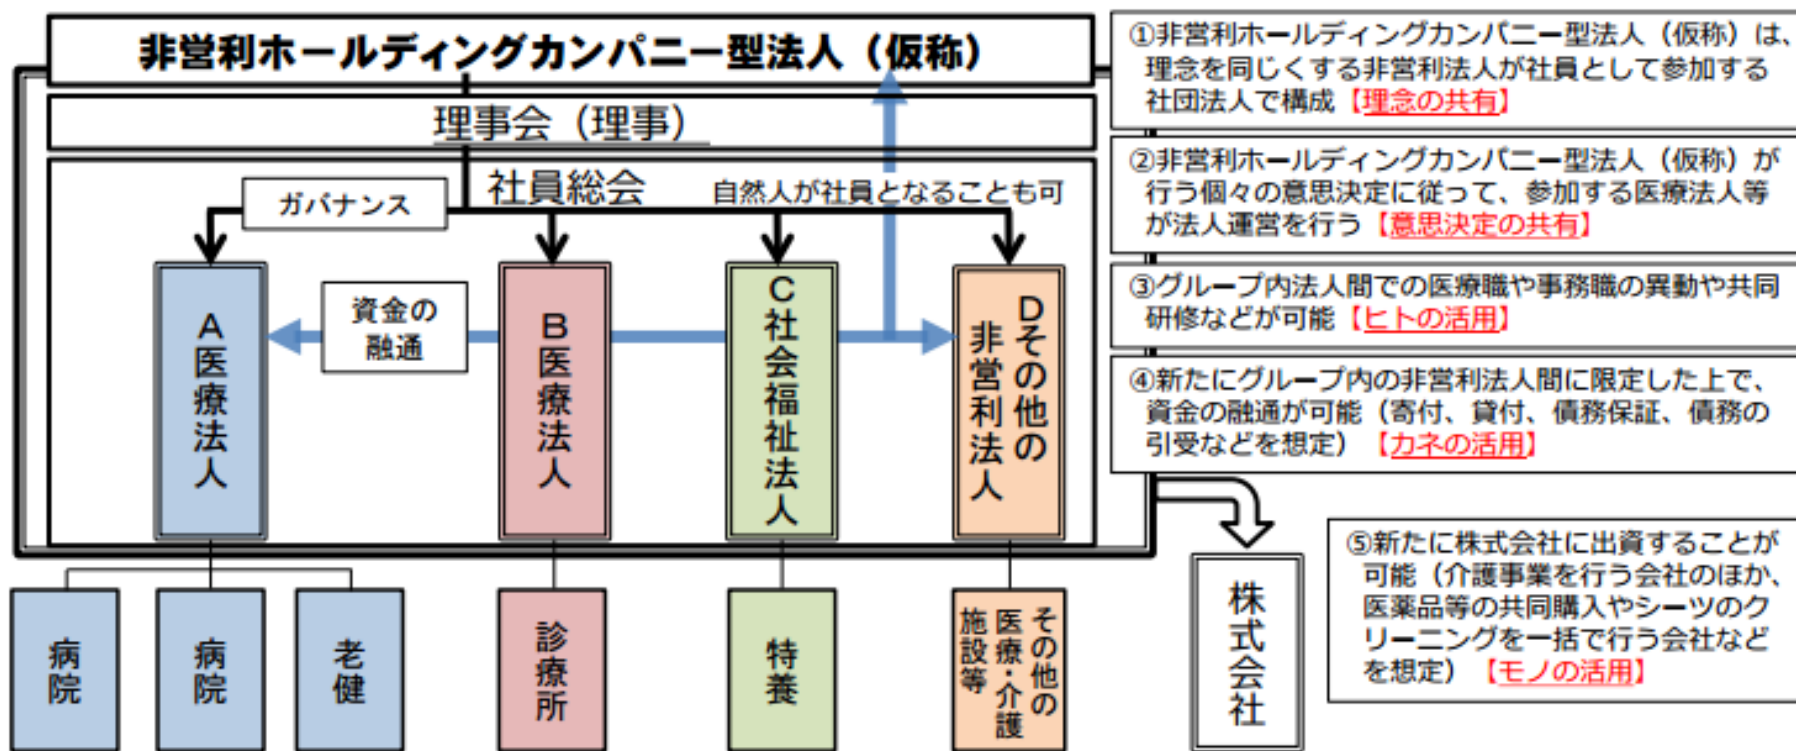 非営利ホールディングカンパニー型法人（仮称）
理事会（理事）
社員総会
自然人が社員となることも可
ガバナンス
資金の
融通
A医療法人
B医療法人
C社会福祉法人
Dその他の
非営利法人
病院
病院
老健
診療所
特養
その他の
医療・介護
施設等
株式会社
①非営利ホールディングカンパニー型法人（仮称）は、
理念を同じくする非営利法人が社員として参加する
社団法人で構成【理念の共有】
②非営利ホールディングカンパニー型法人（仮称）が
行う個々の意思決定に従って、参加する医療法人等
が法人運営を行う【意思決定の共有】
③グループ内法人間での医療職や事務職の異動や共同
研修などが可能【ヒトの活用】
④新たにグループ内の非営利法人間に限定した上で、
資金の融通が可能（寄付、貸付、債務保証、債務の
引受などを想定）【カネの活用】
⑤新たに株式会社に出資することが
可能（介護事業を行う会社のほか、
医薬品等の共同購入やシーツのク
リーニングを一括で行う会社など
を想定）【モノの活用】